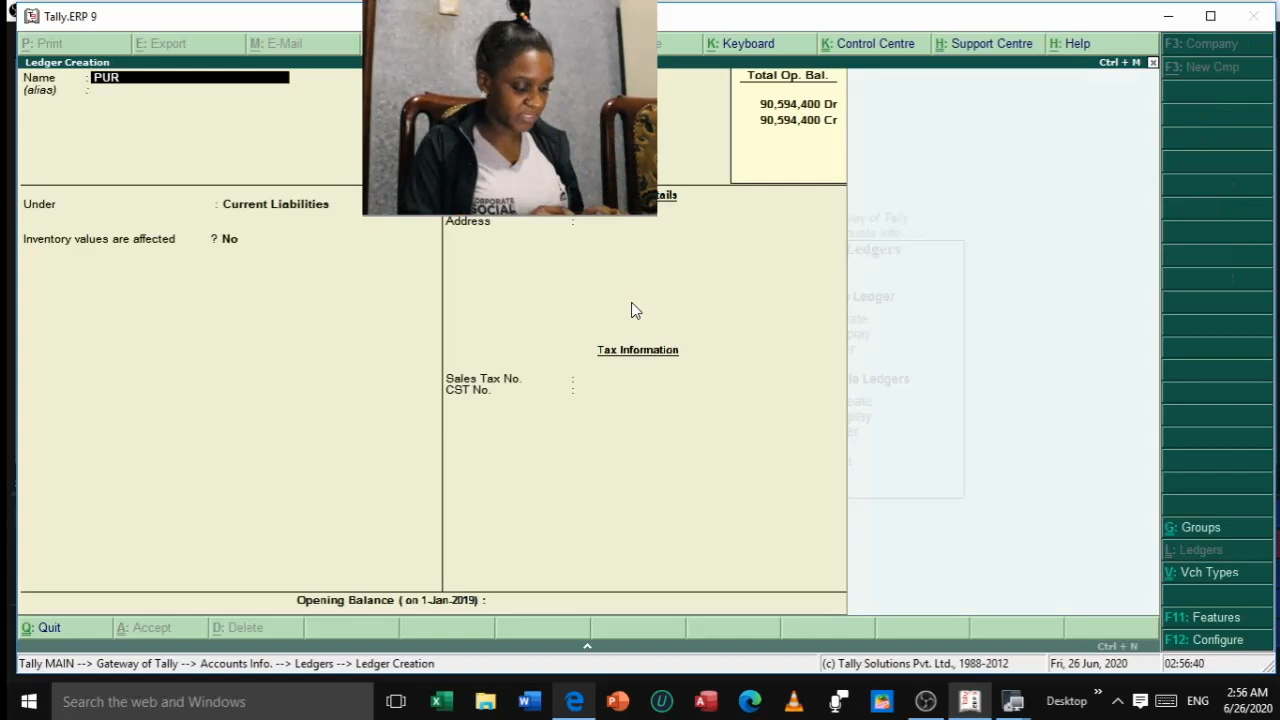 Tally.ERP 9
P: Print
E: Export
M: E-Mail
K: Keyboard
K: Control Centre
H: Support Centre
H: Help
F3: Company
F3: New Cmp
Ledger Creation
Ctrl + M
Name : PUR
(alias) :
Total Op. Bal.
90,594,400 Dr
90,594,400 Cr
CORPORATE
SOCIAL
Under : Current Liabilities
Inventory values are affected ? No
Address :
Tax Information
Sales Tax No. :
CST No. :
Ledgers
Ledger
Ledgers
Opening Balance ( on 1-Jan-2019) :
G: Groups
L: Ledgers
V: Vch Types
F11: Features
F12: Configure
Q: Quit
A: Accept
D: Delete
Ctrl + N
Tally MAIN --> Gateway of Tally --> Accounts Info. --> Ledgers --> Ledger Creation
(c) Tally Solutions Pvt. Ltd., 1988-2012
Fri, 26 Jun, 2020
02:56:40
Search the web and Windows
Desktop
ENG
2:56 AM
6/26/2020